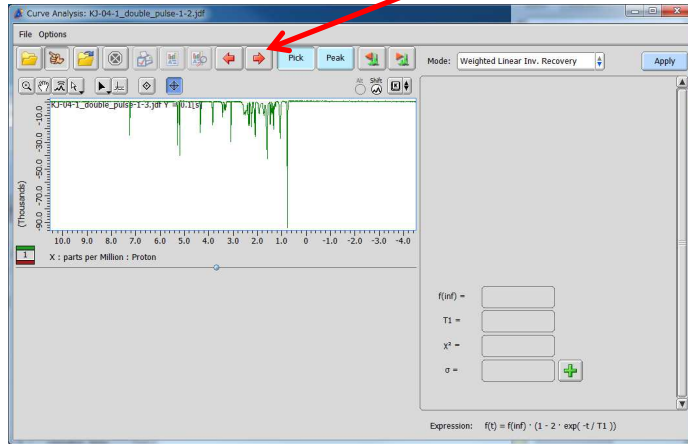 Curve Analysis: KJ-04-1_double_pulse-1-2.jdf
File Options
Pick Peak Mode: Weighted Linear Inv. Recovery Apply
Alt Shft
KJ-04-1_double_pulse-1-3.jdf Y = 0.1[s]
(Thousands)
-10.0
-30.0
-50.0
-70.0
-90.0
10.0 9.0 8.0 7.0 6.0 5.0 4.0 3.0 2.0 1.0 0 -1.0 -2.0 -3.0 -4.0
1 X : parts per Million : Proton
f(inf) =
T1 =
χ² =
σ =
Expression: f(t) = f(inf) · (1 - 2 · exp( -t / T1 ))